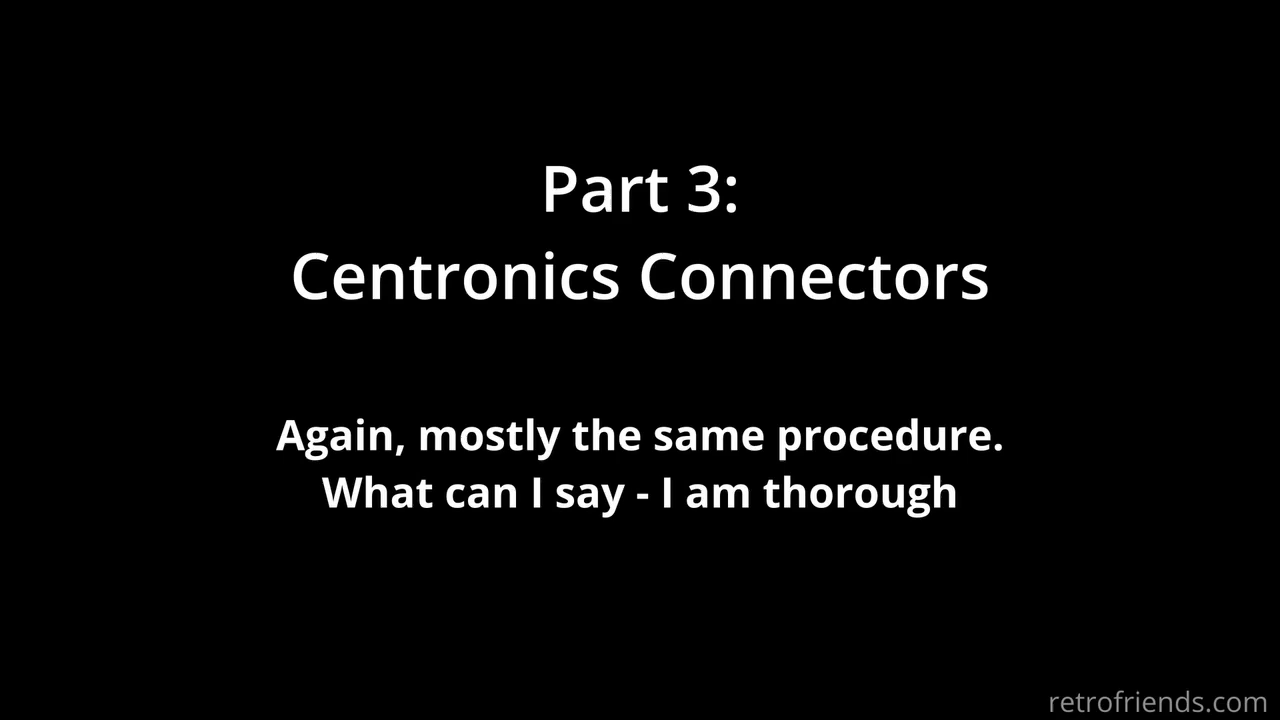 Part 3:
Centronics Connectors
Again, mostly the same procedure.
What can I say - I am thorough
retrofriends.com